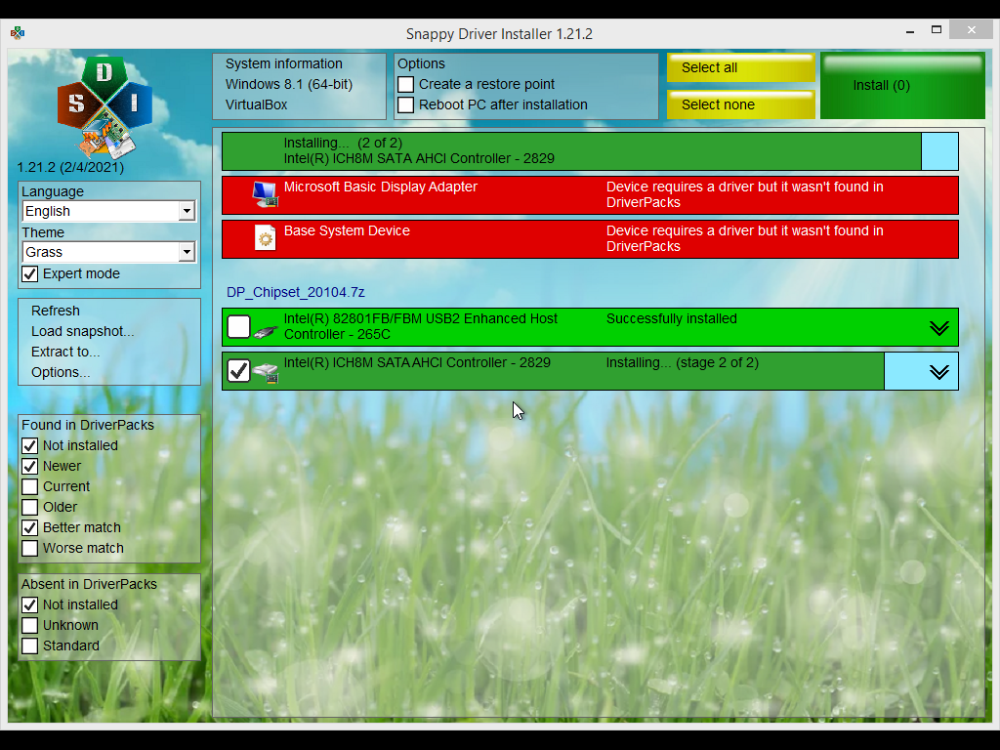 Snappy Driver Installer 1.21.2
S D I
1.21.2 (2/4/2021)
Language
English
Theme
Grass
Expert mode
Refresh
Load snapshot...
Extract to...
Options...
Found in DriverPacks
Not installed
Newer
Current
Older
Better match
Worse match
Absent in DriverPacks
Not installed
Unknown
Standard
System information
Windows 8.1 (64-bit)
VirtualBox
Options
Create a restore point
Reboot PC after installation
Select all
Select none
Install (0)
Installing... (2 of 2)
Intel(R) ICH8M SATA AHCI Controller - 2829
Microsoft Basic Display Adapter
Device requires a driver but it wasn't found in
DriverPacks
Base System Device
Device requires a driver but it wasn't found in
DriverPacks
DP_Chipset_20104.7z
Intel(R) 82801FB/FBM USB2 Enhanced Host
Controller - 265C
Successfully installed
Intel(R) ICH8M SATA AHCI Controller - 2829
Installing... (stage 2 of 2)